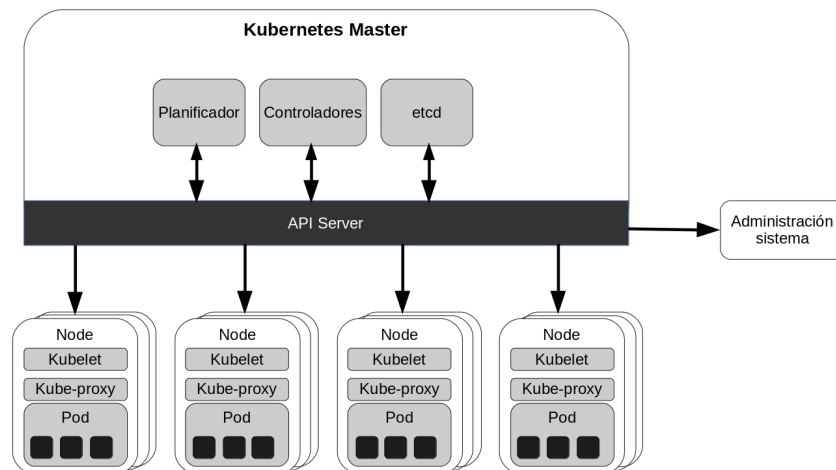 Kubernetes Master
Planificador
Controladores
etcd
API Server
Administración
sistema
Node
Kubelet
Kube-proxy
Pod
Node
Kubelet
Kube-proxy
Pod
Node
Kubelet
Kube-proxy
Pod
Node
Kubelet
Kube-proxy
Pod